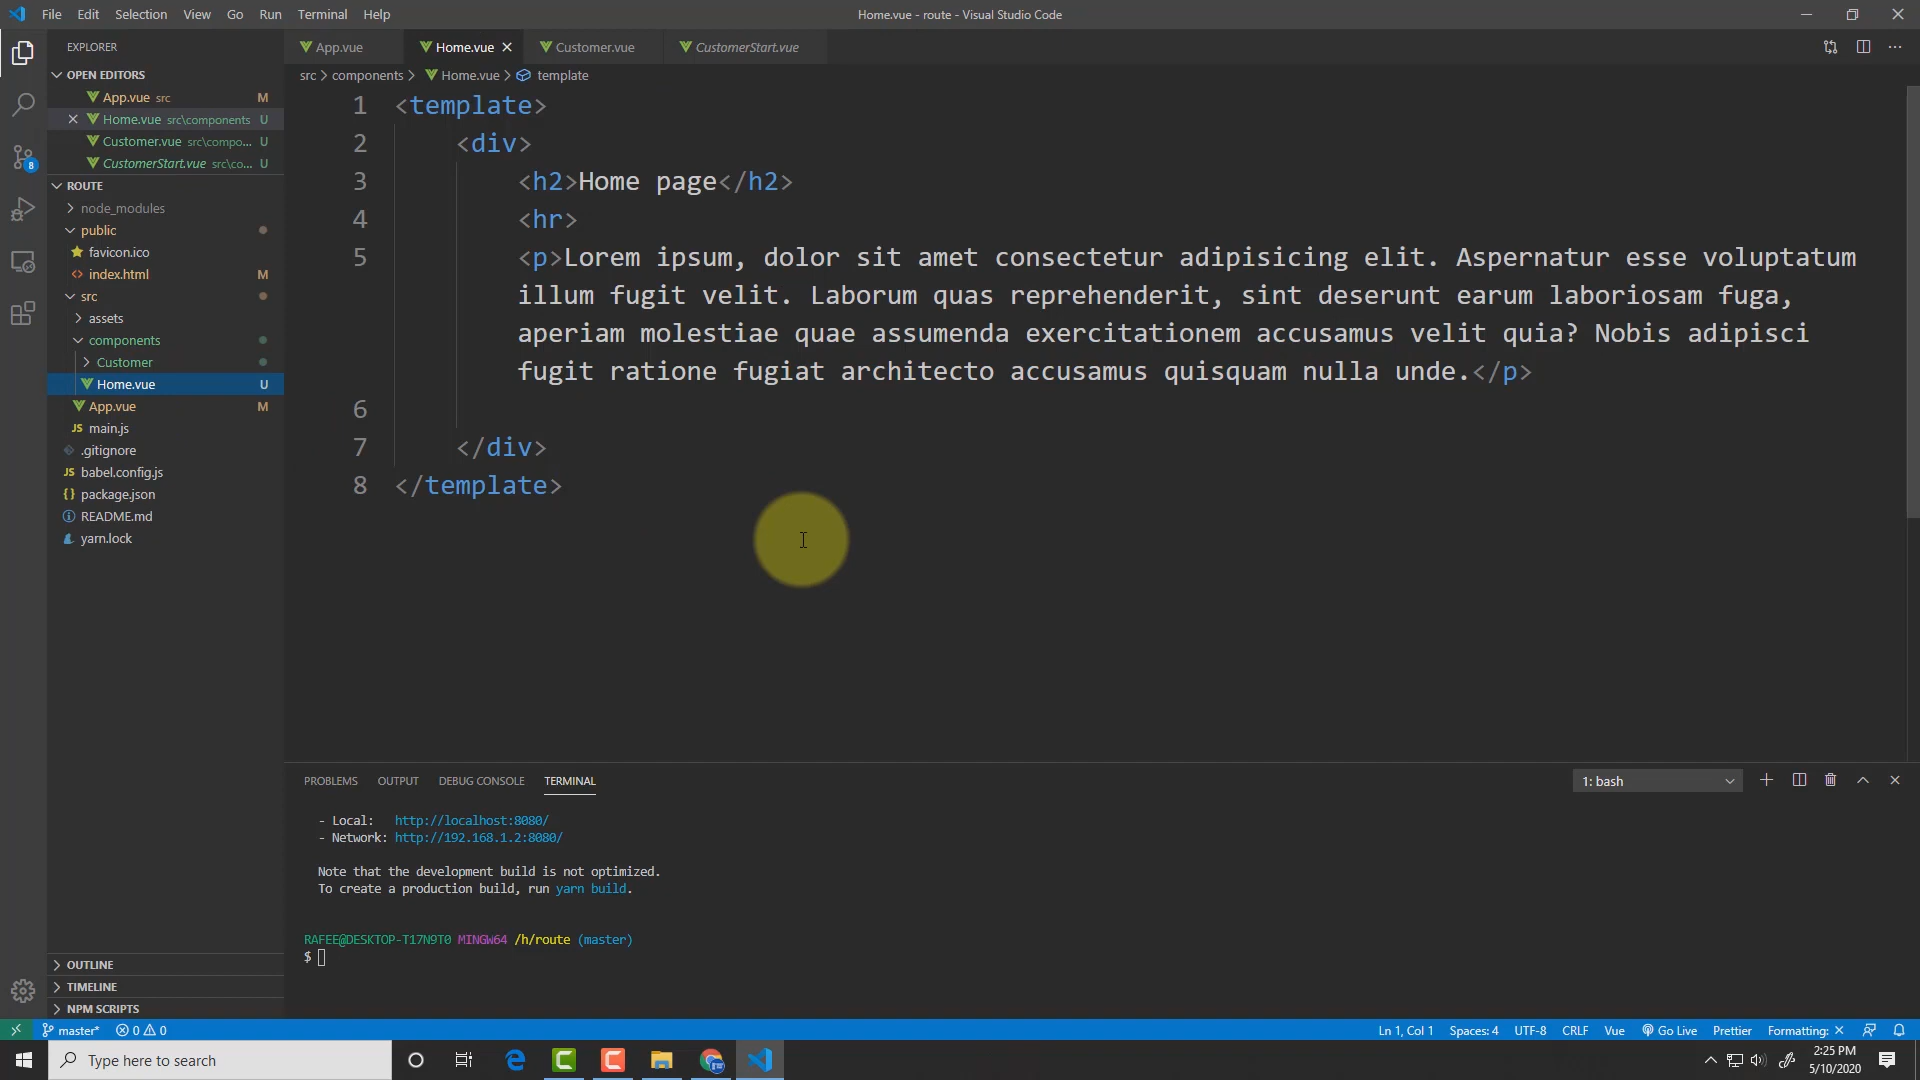 File Edit Selection View Go Run Terminal Help
Home.vue - route - Visual Studio Code
EXPLORER
OPEN EDITORS
App.vue src M
Home.vue src\components U
Customer.vue src\compo... U
CustomerStart.vue src\co... U
ROUTE
node_modules
public
favicon.ico
index.html M
src
assets
components
Customer
Home.vue U
App.vue M
main.js
.gitignore
babel.config.js
package.json
README.md
yarn.lock
OUTLINE
TIMELINE
NPM SCRIPTS
App.vue Home.vue Customer.vue CustomerStart.vue
src > components > Home.vue > template
1 <template>
2 <div>
3 <h2>Home page</h2>
4 <hr>
5 <p>Lorem ipsum, dolor sit amet consectetur adipisicing elit. Aspernatur esse voluptatum
illum fugit velit. Laborum quas reprehenderit, sint deserunt earum laboriosam fuga,
aperiam molestiae quae assumenda exercitationem accusamus velit quia? Nobis adipisci
fugit ratione fugiat architecto accusamus quisquam nulla unde.</p>
6
7 </div>
8 </template>
PROBLEMS OUTPUT DEBUG CONSOLE TERMINAL
1: bash
- Local: http://localhost:8080/
- Network: http://192.168.1.2:8080/
Note that the development build is not optimized.
To create a production build, run yarn build.
RAFEE@DESKTOP-T17N9T0 MINGW64 /h/route (master)
$
8
master* 0 0
Ln 1, Col 1 Spaces: 4 UTF-8 CRLF Vue Go Live Prettier Formatting: ×
Type here to search
2:25 PM
5/10/2020